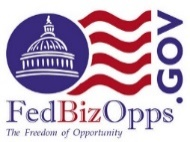 FedBizOpps
.GOV
The Freedom of Opportunity